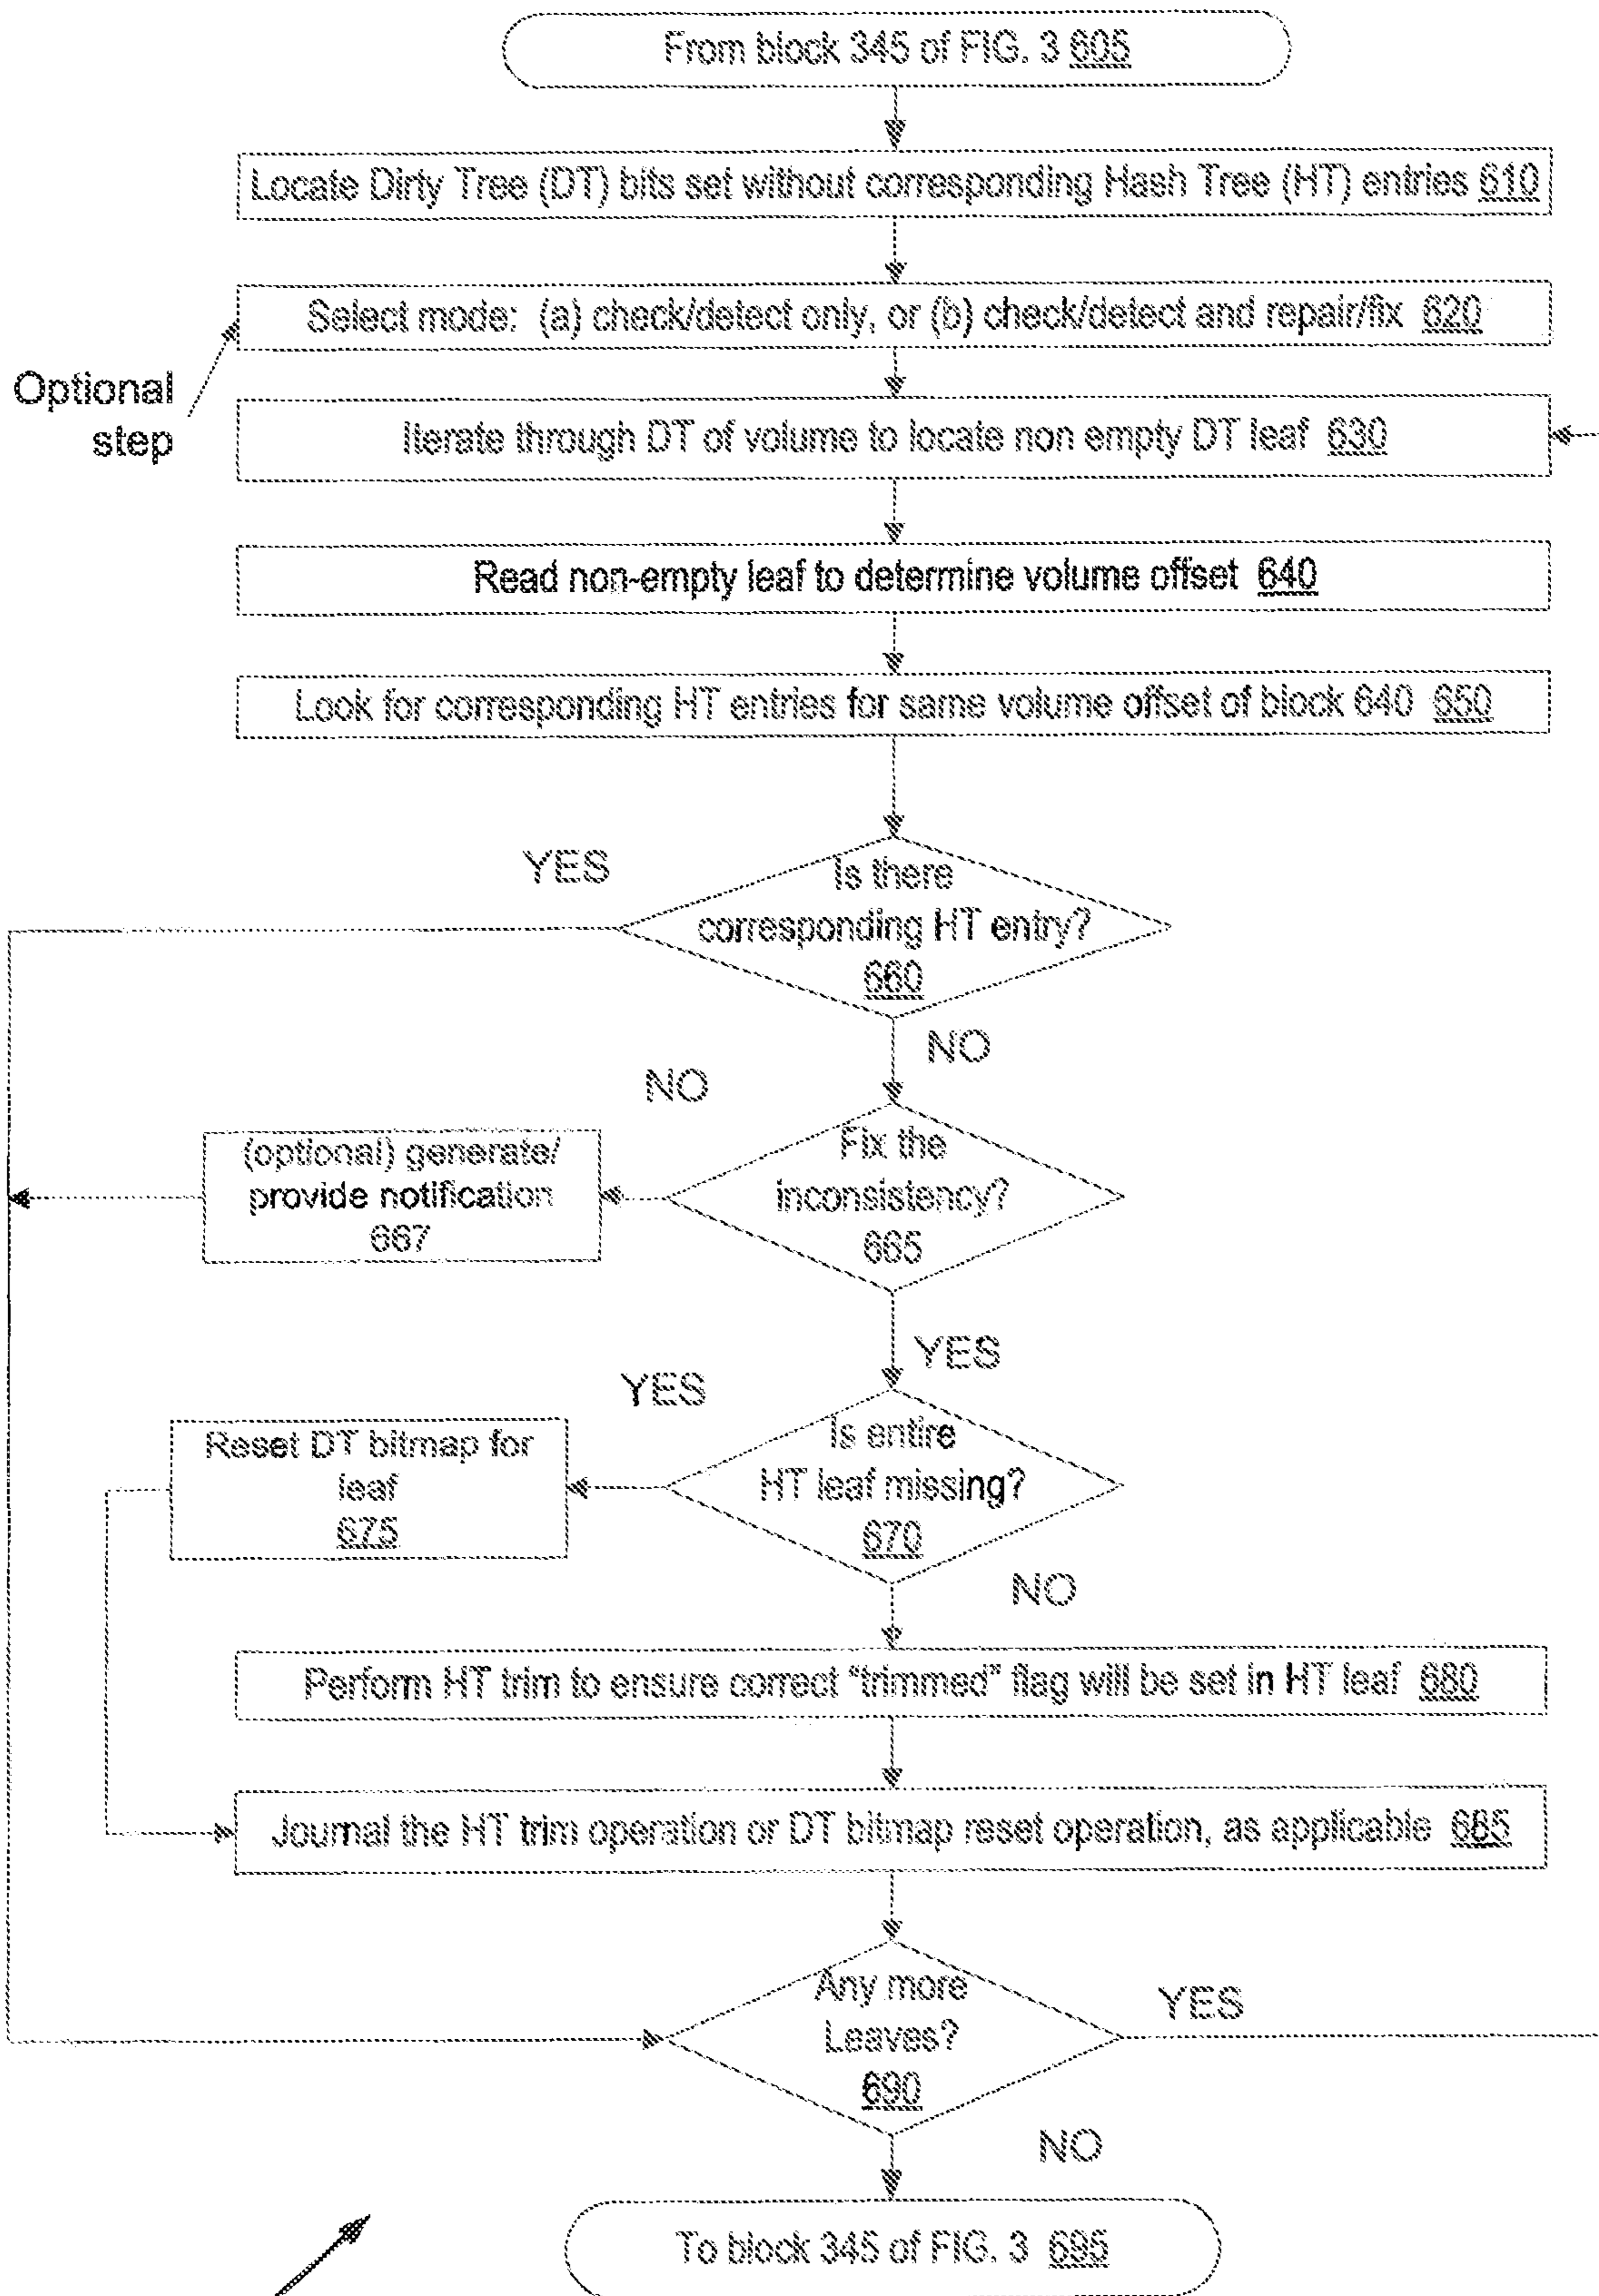 From block 345 of FIG. 3 605
Locate Dirty Tree (DT) bits set without corresponding Hash Tree (HT) entries 610
Select mode: (a) check/detect only, or (b) check/detect and repair/fix 620
Optional
step
Iterate through DT of volume to locate non empty DT leaf 630
Read non-empty leaf to determine volume offset 640
Look for corresponding HT entries for same volume offset of block 640 650
YES
Is there
corresponding HT entry?
660
NO
NO
(optional) generate/
provide notification
667
Fix the
inconsistency?
665
YES
YES
Reset DT bitmap for
leaf
675
Is entire
HT leaf missing?
670
NO
Perform HT trim to ensure correct "trimmed" flag will be set in HT leaf 680
Journal the HT trim operation or DT bitmap reset operation, as applicable 685
Any more
Leaves?
690
YES
NO
To block 345 of FIG. 3 695